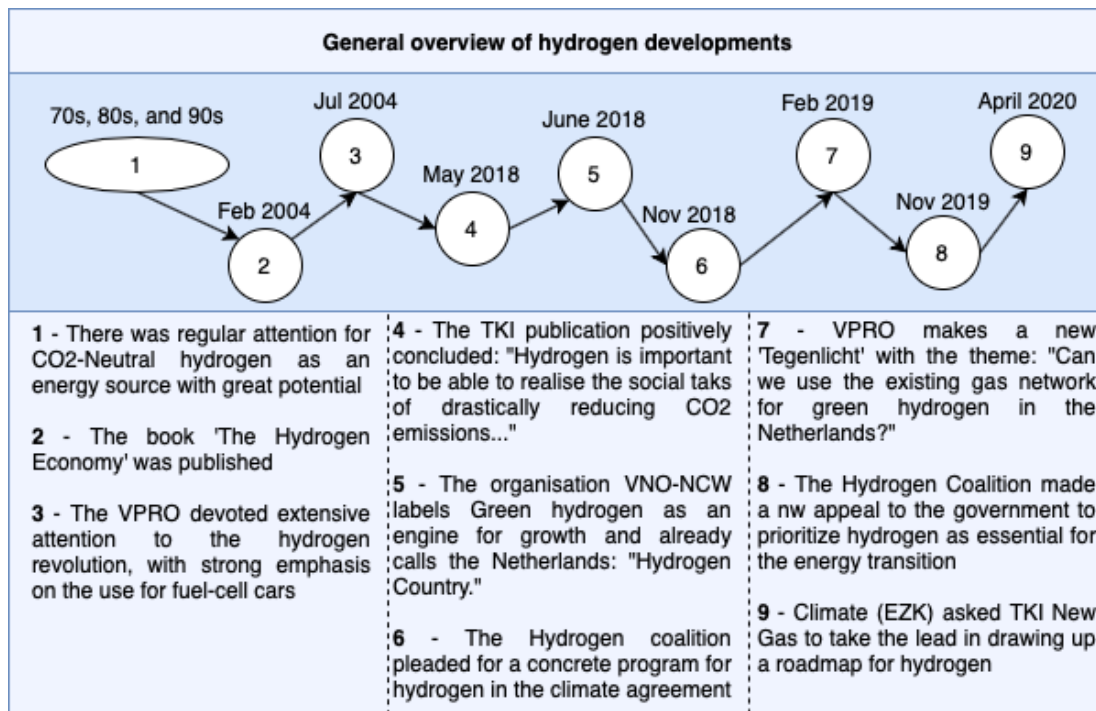 General overview of hydrogen developments
70s, 80s, and 90s
Jul 2004
Feb 2019
April 2020
June 2018
May 2018
Feb 2004
Nov 2018
Nov 2019
1
2
3
4
5
6
7
8
9
1 - There was regular attention for
CO2-Neutral hydrogen as an
energy source with great potential
2 - The book 'The Hydrogen
Economy' was published
3 - The VPRO devoted extensive
attention to the hydrogen
revolution, with strong emphasis
on the use for fuel-cell cars
4 - The TKI publication positively
concluded: "Hydrogen is important
to be able to realise the social taks
of drastically reducing CO2
emissions..."
5 - The organisation VNO-NCW
labels Green hydrogen as an
engine for growth and already
calls the Netherlands: "Hydrogen
Country."
6 - The Hydrogen coalition
pleaded for a concrete program for
hydrogen in the climate agreement
7 - VPRO makes a new
'Tegenlicht' with the theme: "Can
we use the existing gas network
for green hydrogen in the
Netherlands?"
8 - The Hydrogen Coalition made
a nw appeal to the government to
prioritize hydrogen as essential for
the energy transition
9 - Climate (EZK) asked TKI New
Gas to take the lead in drawing up
a roadmap for hydrogen